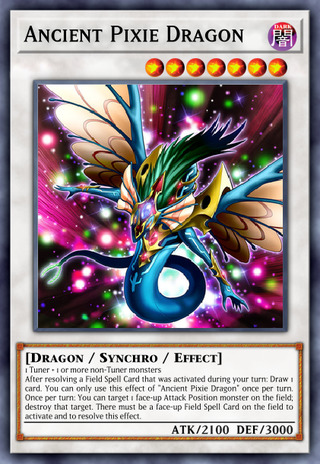 ANCIENT PIXIE DRAGON
DARK
闇
[DRAGON / SYNCHRO / EFFECT]
1 Tuner + 1 or more non-Tuner monsters
After resolving a Field Spell Card that was activated during your turn: Draw 1
card. You can only use this effect of "Ancient Pixie Dragon" once per turn.
Once per turn: You can target 1 face-up Attack Position monster on the field;
destroy that target. There must be a face-up Field Spell Card on the field to
activate and to resolve this effect.
ATK/2100 DEF/3000